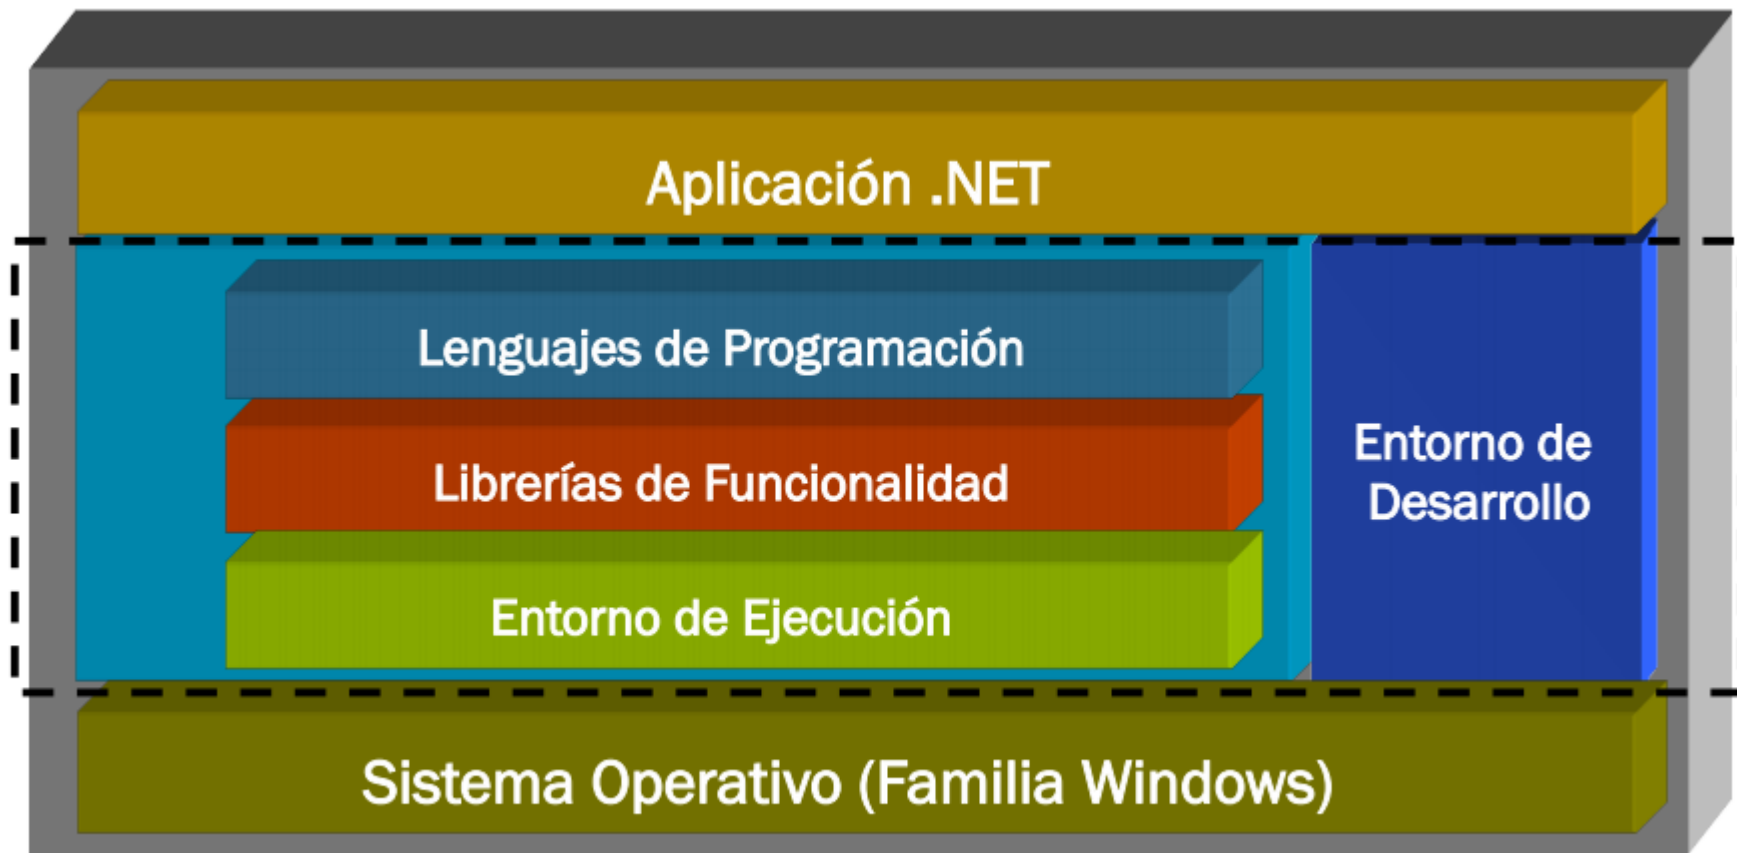 Aplicación .NET
Lenguajes de Programación
Librerías de Funcionalidad
Entorno de Ejecución
Entorno de
Desarrollo
Sistema Operativo (Familia Windows)